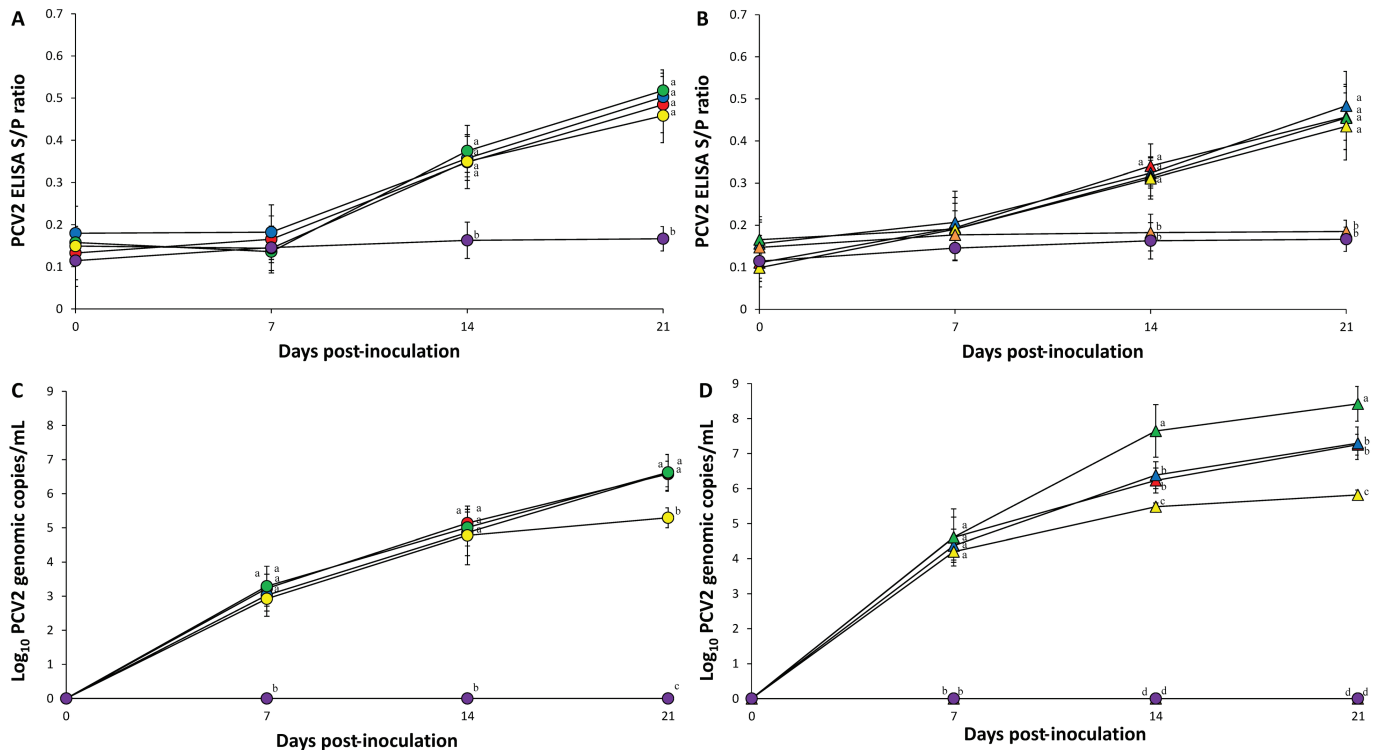 A
PCV2 ELISA S/P ratio
0.7
0.6
0.5
0.4
0.3
0.2
0.1
0
a
a
a
a
b
a
a
a
a
b
0
7
14
21
Days post-inoculation
B
PCV2 ELISA S/P ratio
0.7
0.6
0.5
0.4
0.3
0.2
0.1
0
a
a
a
a
b
b
a
a
a
a
b
b
0
7
14
21
Days post-inoculation
C
Log10 PCV2 genomic copies/mL
9
8
7
6
5
4
3
2
1
0
a
a
a
a
b
a
a
a
a
b
a
a
a
b
c
0
7
14
21
Days post-inoculation
D
Log10 PCV2 genomic copies/mL
9
8
7
6
5
4
3
2
1
0
a
a
a
a
b
b
a
b
b
c
d
d
a
b
b
c
d
d
0
7
14
21
Days post-inoculation